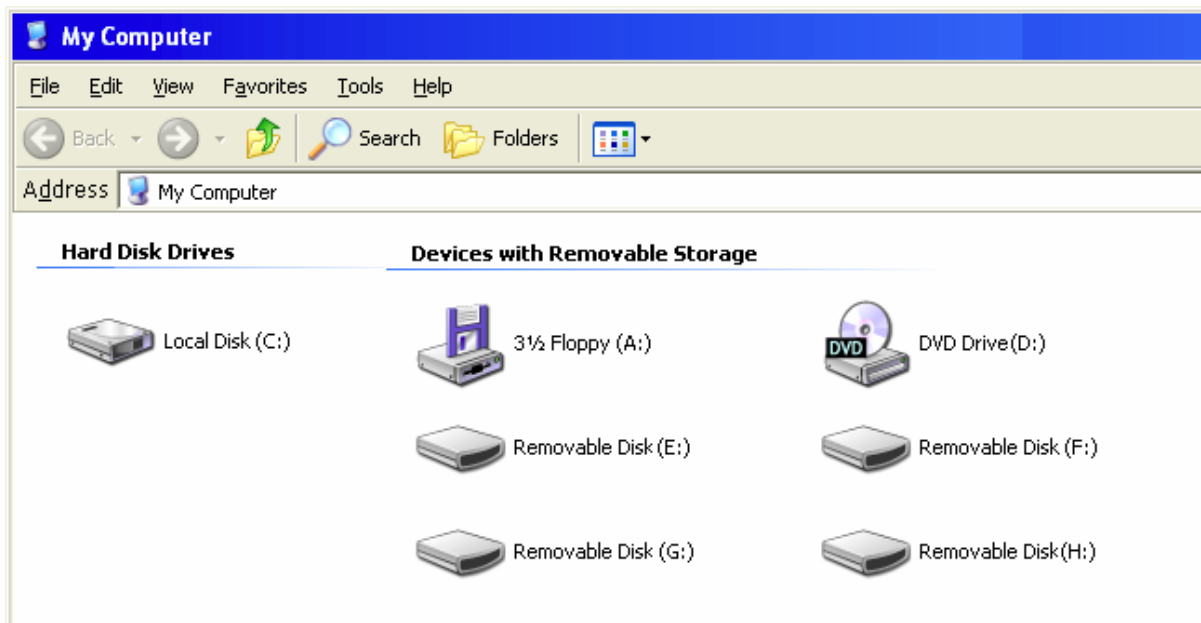 My Computer
File Edit View Favorites Tools Help
Back Search Folders
Address My Computer
Hard Disk Drives Devices with Removable Storage
Local Disk (C:) 3½ Floppy (A:) DVD DVD Drive(D:)
Removable Disk (E:) Removable Disk (F:)
Removable Disk (G:) Removable Disk(H:)